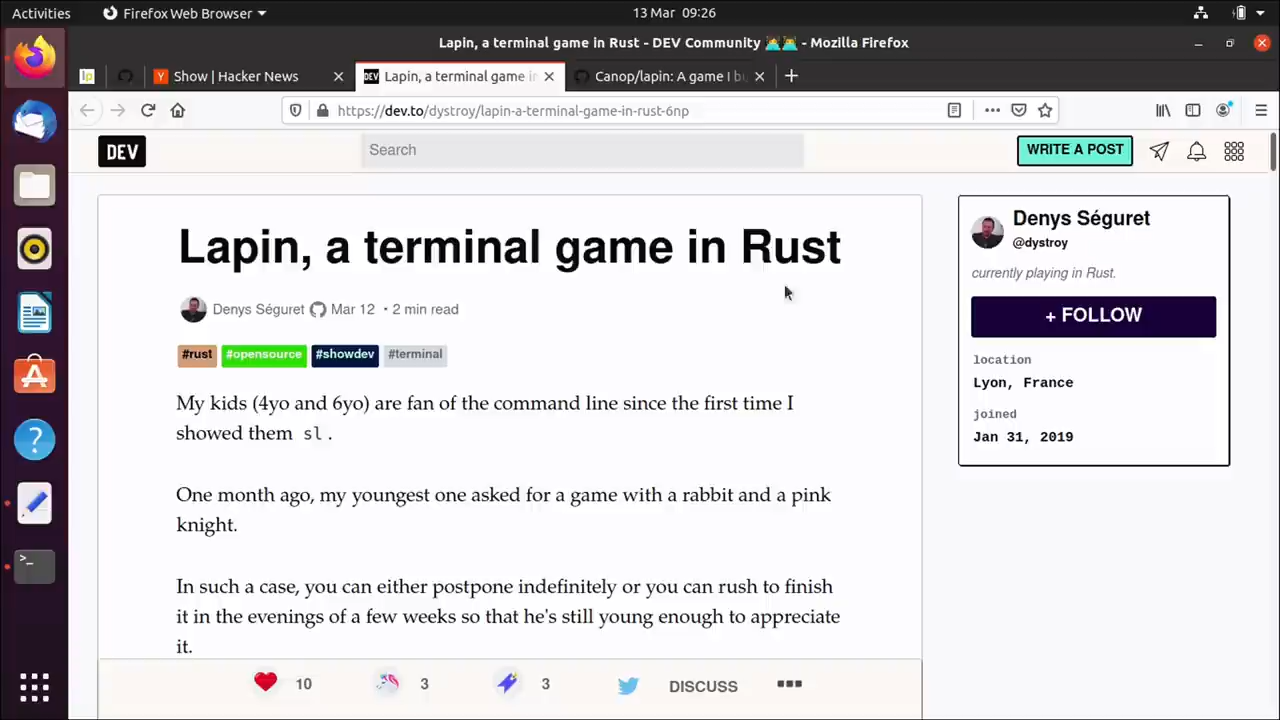 Activities
Firefox Web Browser
13 Mar 09:26
Lapin, a terminal game in Rust - DEV Community 👩‍💻👨‍💻 - Mozilla Firefox
lp
Show | Hacker News
DEV
Lapin, a terminal game in
Canop/lapin: A game I bu
https://dev.to/dystroy/lapin-a-terminal-game-in-rust-6np
DEV
Search
WRITE A POST
Lapin, a terminal game in Rust
Denys Séguret
Mar 12
• 2 min read
#rust #opensource #showdev #terminal
My kids (4yo and 6yo) are fan of the command line since the first time I
showed them sl .
One month ago, my youngest one asked for a game with a rabbit and a pink
knight.
In such a case, you can either postpone indefinitely or you can rush to finish
it in the evenings of a few weeks so that he's still young enough to appreciate
it.
10
3
3
DISCUSS
Denys Séguret
@dystroy
currently playing in Rust.
+ FOLLOW
location
Lyon, France
joined
Jan 31, 2019